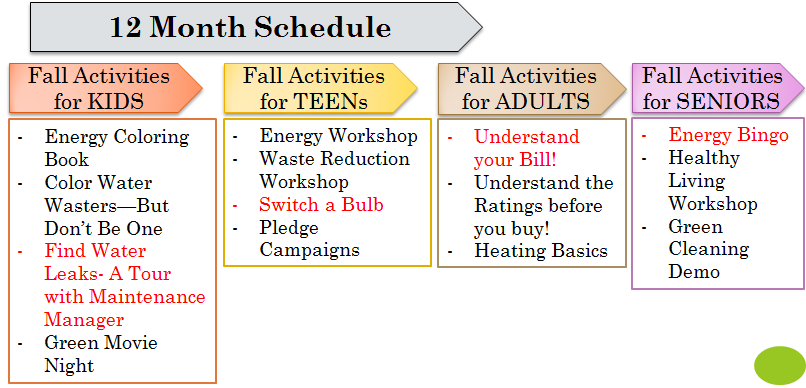 12 Month Schedule
Fall Activities
for KIDS
- Energy Coloring
Book
- Color Water
Wasters—But
Don't Be One
- Find Water
Leaks- A Tour
with Maintenance
Manager
- Green Movie
Night
Fall Activities
for TEENs
- Energy Workshop
- Waste Reduction
Workshop
- Switch a Bulb
- Pledge
Campaigns
Fall Activities
for ADULTS
- Understand
your Bill!
- Understand the
Ratings before
you buy!
- Heating Basics
Fall Activities
for SENIORS
- Energy Bingo
- Healthy
Living
Workshop
- Green
Cleaning
Demo